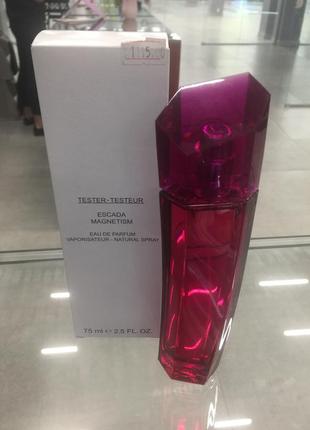 TESTER-TESTEUR
ESCADA
MAGNETISM
EAU DE PARFUM
VAPORISATEUR - NATURAL SPRAY
75 ml ℮ 2.5 FL. OZ.